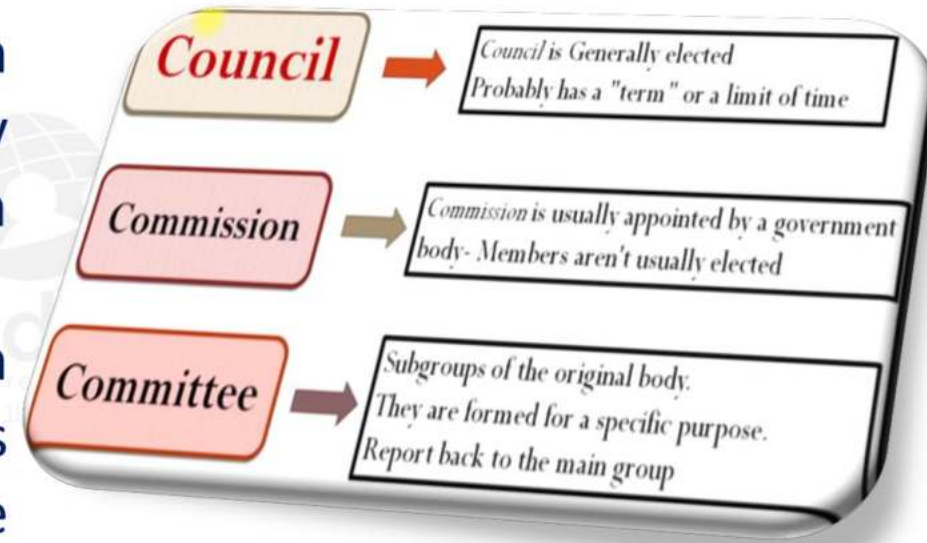 Council
Council is Generally elected
Probably has a "term" or a limit of time
Commission
Commission is usually appointed by a government
body- Members aren't usually elected
Committee
Subgroups of the original body.
They are formed for a specific purpose.
Report back to the main group